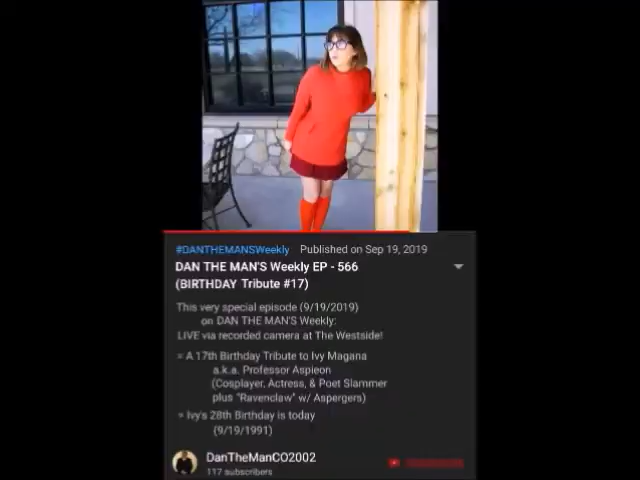 #DANTHEMANSWeekly Published on Sep 19, 2019
DAN THE MAN'S Weekly EP - 566
(BIRTHDAY Tribute #17)
This very special episode (9/19/2019)
on DAN THE MAN'S Weekly:
LIVE via recorded camera at The Westside!
= A 17th Birthday Tribute to Ivy Magana
a.k.a. Professor Aspieon
(Cosplayer, Actress, & Poet Slammer
plus "Ravenclaw" w/ Aspergers)
= Ivy's 28th Birthday is today
(9/19/1991)
DanTheManCO2002
117 subscribers